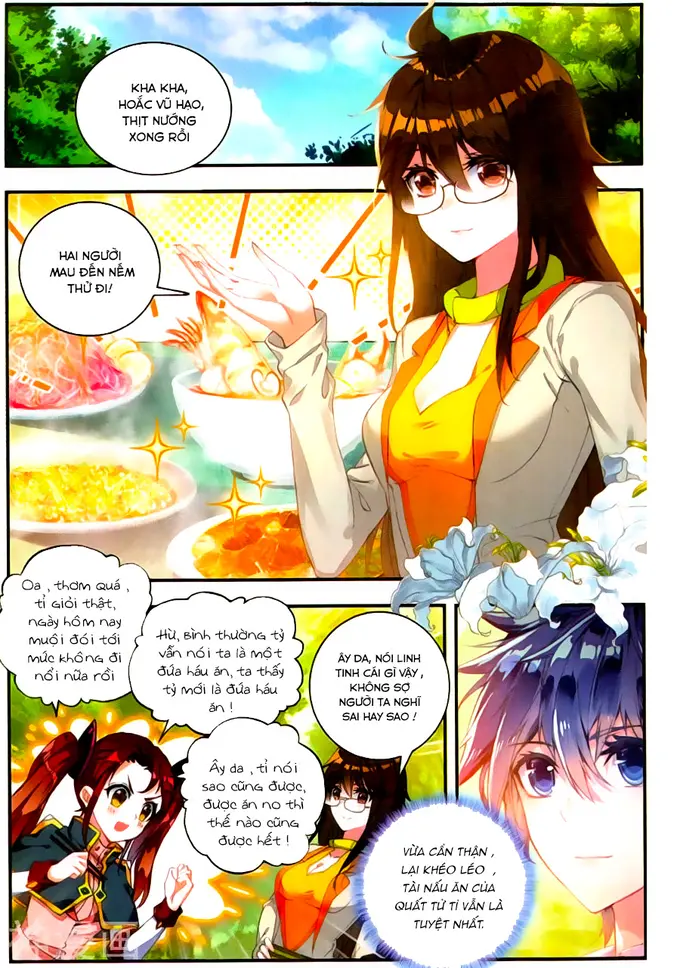 KHA KHA,
HOẮC VŨ HẠO,
THỊT NƯỚNG
XONG RỒI
HAI NGƯỜI
MAU ĐẾN NẾM
THỬ ĐI!
Oa, thơm quá,
tỉ giỏi thật,
ngày hôm nay
muội đói tới
mức không đi
nổi nữa rồi
Hừ, Bình thường tỷ
vẫn nói ta là một
đứa háu ăn, ta thấy
tỷ mới là đứa háu
ăn!
ÂY DA, NÓI LINH
TINH CÁI GÌ VẬY,
KHÔNG SỢ
NGƯỜI TA NGHĨ
SAI HAY SAO!
Ây da, tỉ nói
sao cũng được,
được ăn no thì
thế nào cũng
được hết!
VỪA CẨN THẬN,
LẠI KHÉO LÉO,
TÀI NẤU ĂN CỦA
QUẤT TỬ TỈ VẪN LÀ
TUYỆT NHẤT.